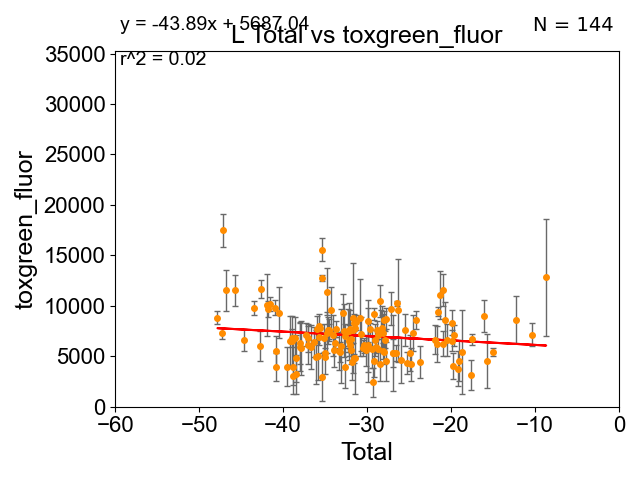 y = -43.89x + 5687.04
N = 144
L Total vs toxgreen_fluor
r^2 = 0.02
35000
30000
25000
20000
15000
10000
5000
0
toxgreen_fluor
−60
−50
−40
−30
−20
−10
0
Total